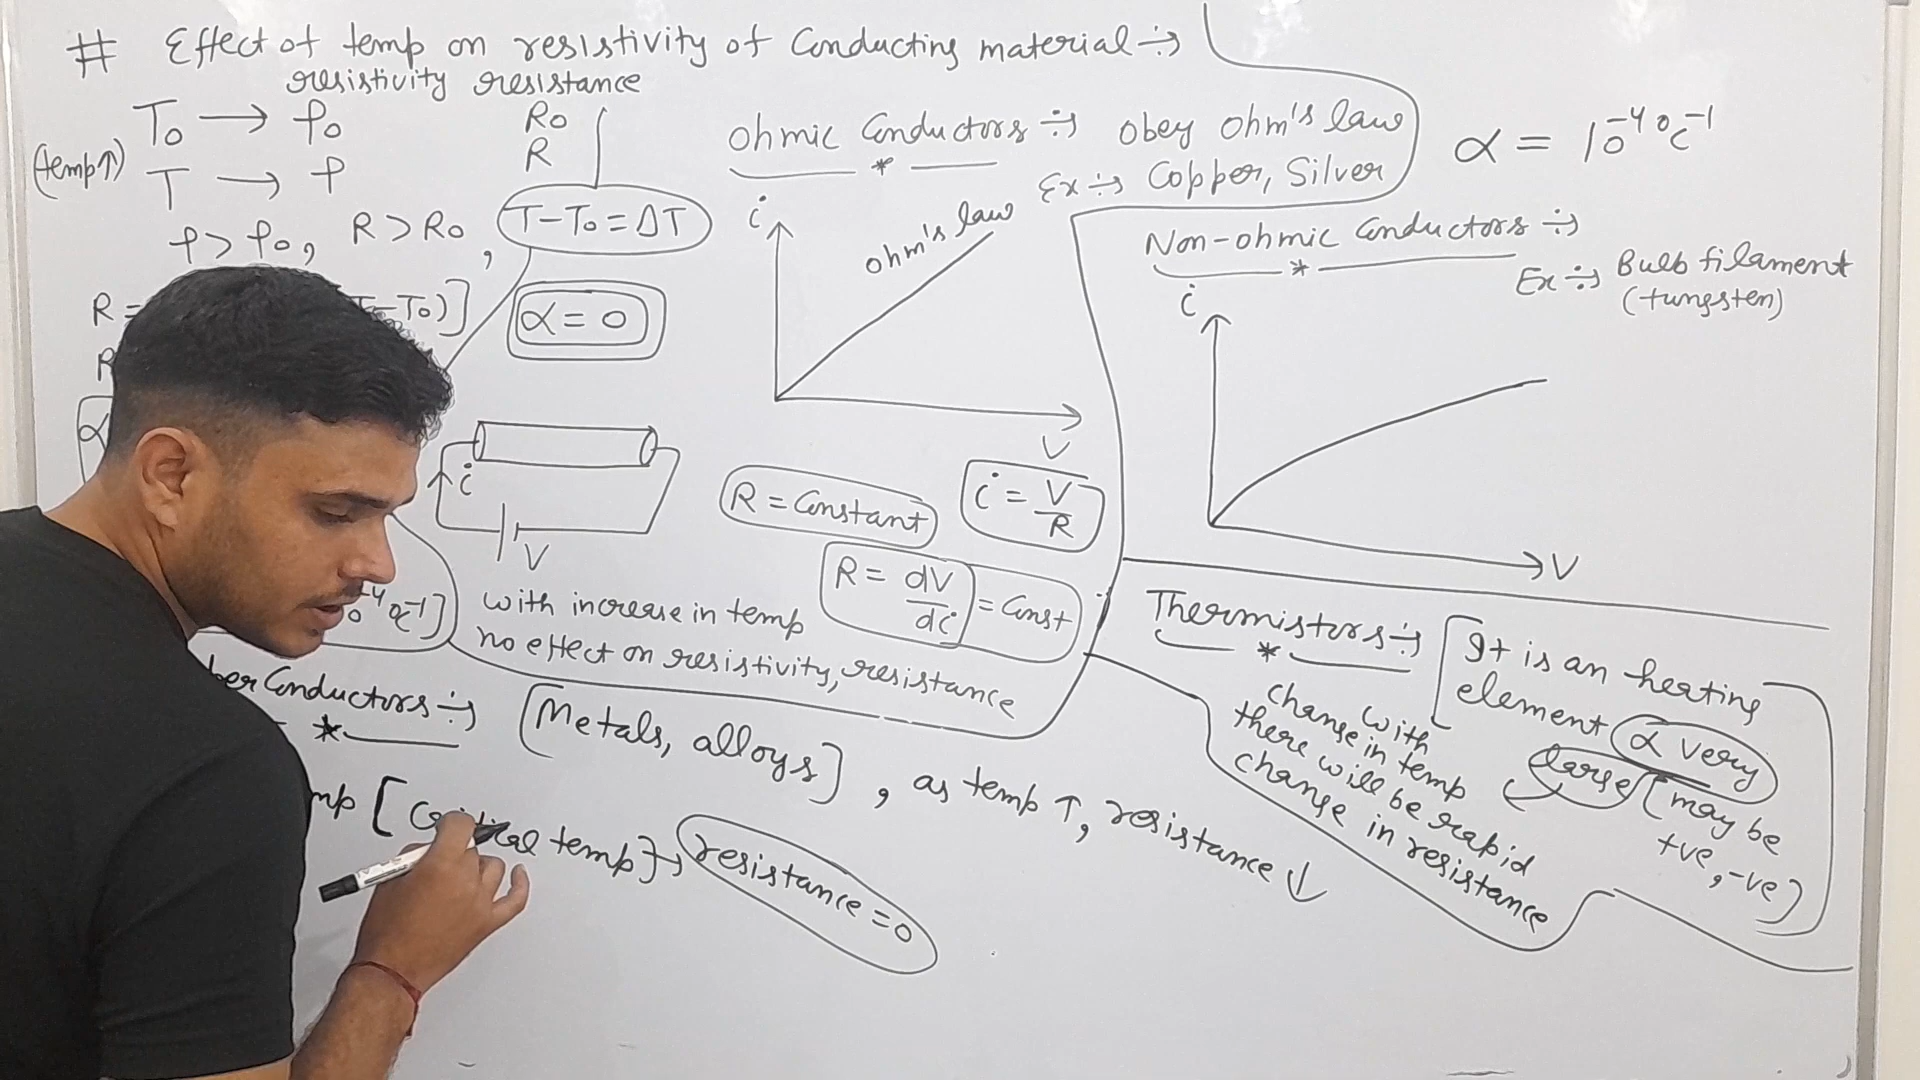 # Effect of temp on resistivity of Conducting material :→
resistivity resistance
T₀ → ρ₀
R₀
(temp↑)
T → ρ
R
ρ > ρ₀, R > R₀, T-T₀ = ΔT
R =
-T₀)]
α = 0
R
α
i
V
⁻⁴ °C⁻¹]
with increase in temp
no effect on resistivity, resistance
Ohmic Conductors :→ Obey Ohm's law
Ex :→ Copper, Silver
i
Ohm's law
V
R = Constant
i = V/R
R = dV/di = Const
α = 10⁻⁴ °C⁻¹
Non-ohmic Conductors :→
Ex :→ Bulb filament
(tungsten)
i
V
Thermistors :→ [It is an heating
element α very
large [may be
+ve, -ve]
with
change in temp
there will be rapid
change in resistance
Conductors :→ [Metals, alloys], as temp ↑, resistance ↓
[Critical temp] → resistance = 0